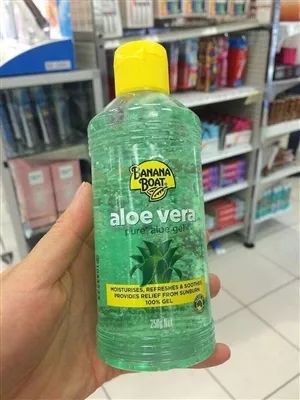 BANANA
BOAT
aloe vera
pure* aloe gel
MOISTURISES, REFRESHES & SOOTHES
PROVIDES RELIEF FROM SUNBURN
100% GEL
250g Net